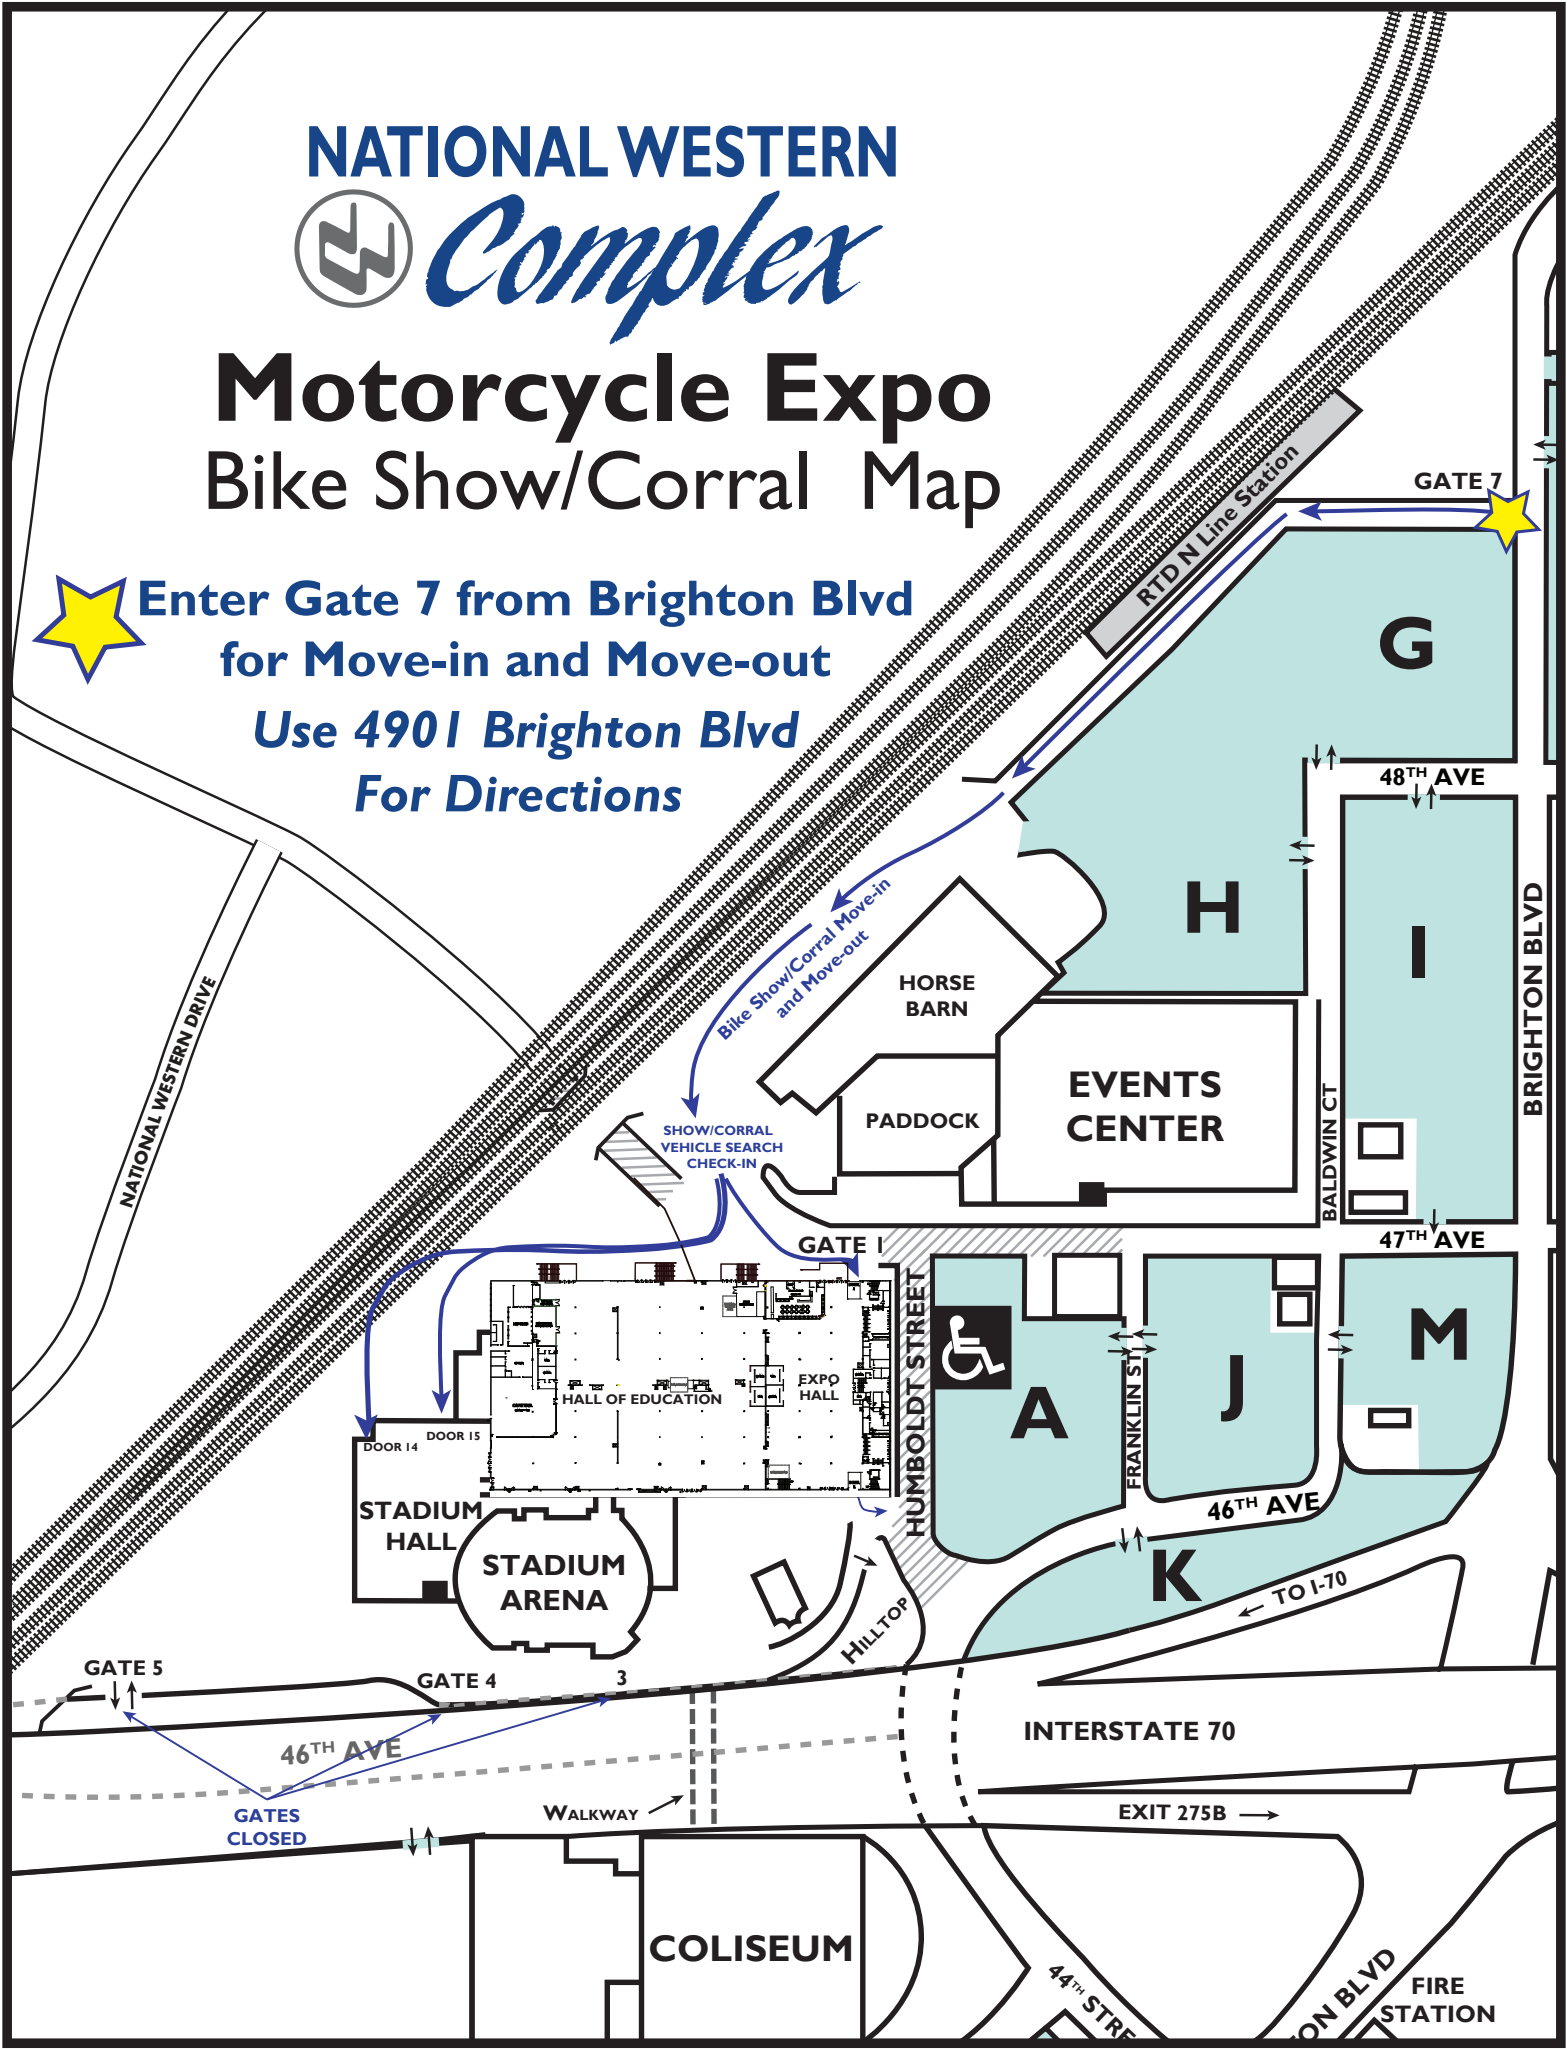 NATIONAL WESTERN
Complex
Motorcycle Expo
Bike Show/Corral Map
Enter Gate 7 from Brighton Blvd
for Move-in and Move-out
Use 4901 Brighton Blvd
For Directions
GATE 7
RTD N Line Station
G
48TH AVE
H
I
BRIGHTON BLVD
Bike Show/Corral Move-in
and Move-out
HORSE
BARN
EVENTS
CENTER
PADDOCK
BALDWIN CT
NATIONAL WESTERN DRIVE
SHOW/CORRAL
VEHICLE SEARCH
CHECK-IN
GATE 1
47TH AVE
HUMBOLDT STREET
M
A
FRANKLIN ST
J
EXPO
HALL
HALL OF EDUCATION
DOOR 14
DOOR 15
STADIUM
HALL
STADIUM
ARENA
46TH AVE
K
TO I-70
HILLTOP
GATE 5
GATE 4
3
46TH AVE
INTERSTATE 70
GATES
CLOSED
WALKWAY
EXIT 275B
COLISEUM
44TH STRE
ON BLVD
FIRE
STATION